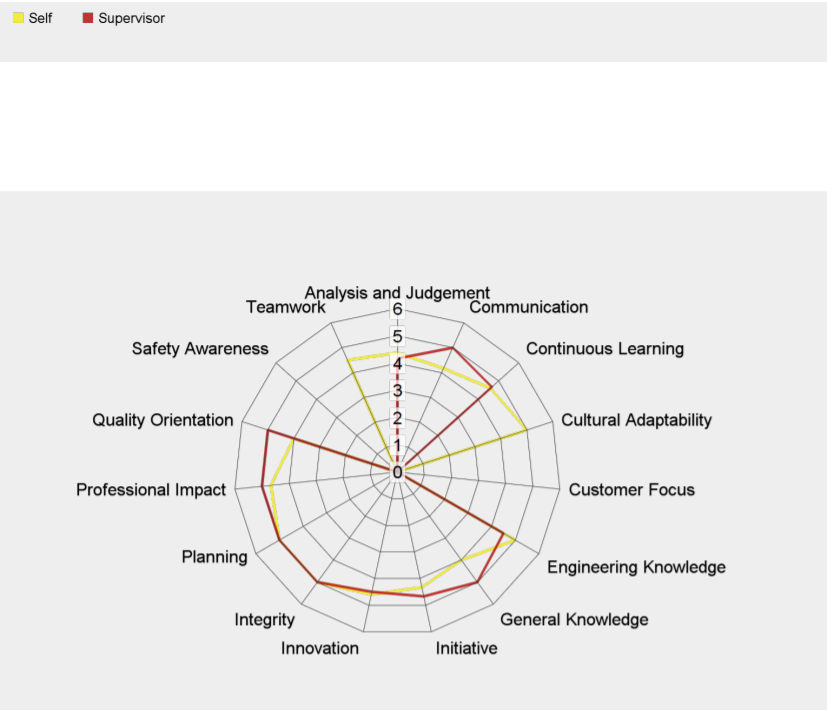 Self Supervisor
Analysis and Judgement
Teamwork
Communication
Safety Awareness
Continuous Learning
Quality Orientation
Cultural Adaptability
Professional Impact
Customer Focus
Planning
Engineering Knowledge
Integrity
General Knowledge
Innovation
Initiative
6
5
4
3
2
1
0